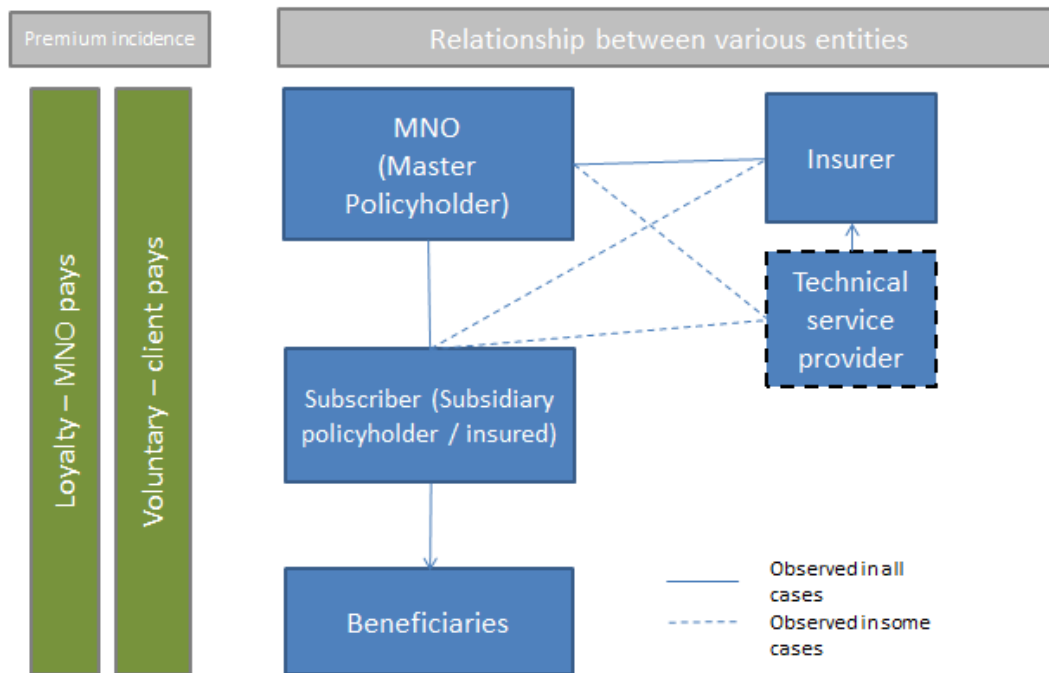 Premium incidence
Relationship between various entities
Loyalty – MNO pays
Voluntary – client pays
MNO
(Master
Policyholder)
Insurer
Technical
service
provider
Subscriber (Subsidiary
policyholder / insured)
Beneficiaries
Observed in all
cases
Observed in some
cases